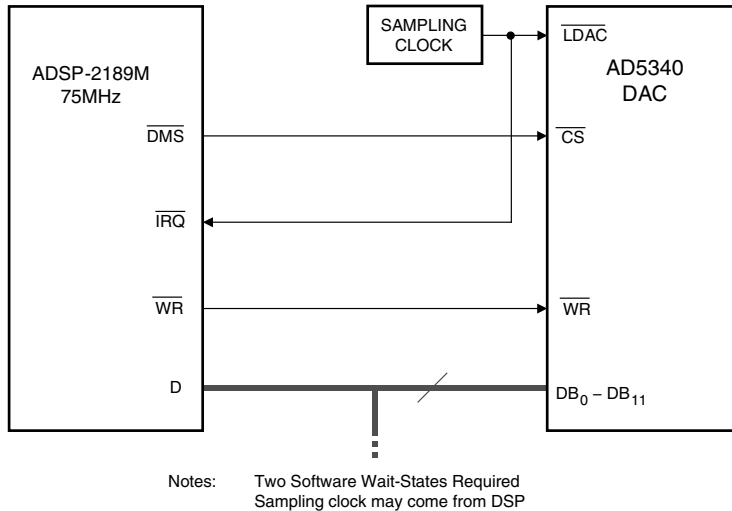 SAMPLING
CLOCK
ADSP-2189M
75MHz
LDAC
AD5340
DAC
DMS
CS
IRQ
WR
WR
D
DB0 – DB11
Notes: Two Software Wait-States Required
Sampling clock may come from DSP